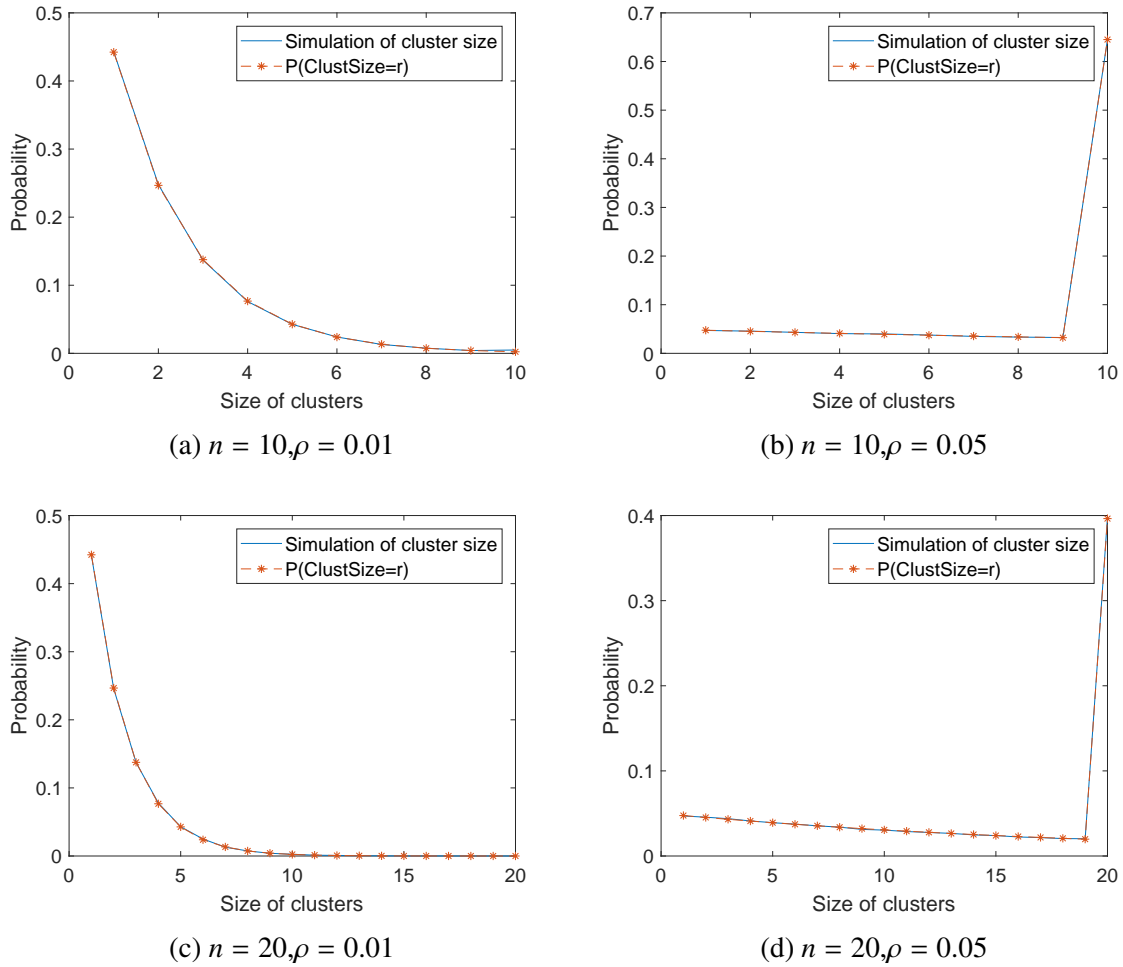 0.5
0.4
0.3
0.2
0.1
0
Probability
0 2 4 6 8 10
Size of clusters
Simulation of cluster size
P(ClustSize=r)
(a) n = 10,ρ = 0.01
0.7
0.6
0.5
0.4
0.3
0.2
0.1
0
Probability
0 2 4 6 8 10
Size of clusters
Simulation of cluster size
P(ClustSize=r)
(b) n = 10,ρ = 0.05
0.5
0.4
0.3
0.2
0.1
0
Probability
0 5 10 15 20
Size of clusters
Simulation of cluster size
P(ClustSize=r)
(c) n = 20,ρ = 0.01
0.4
0.3
0.2
0.1
0
Probability
0 5 10 15 20
Size of clusters
Simulation of cluster size
P(ClustSize=r)
(d) n = 20,ρ = 0.05